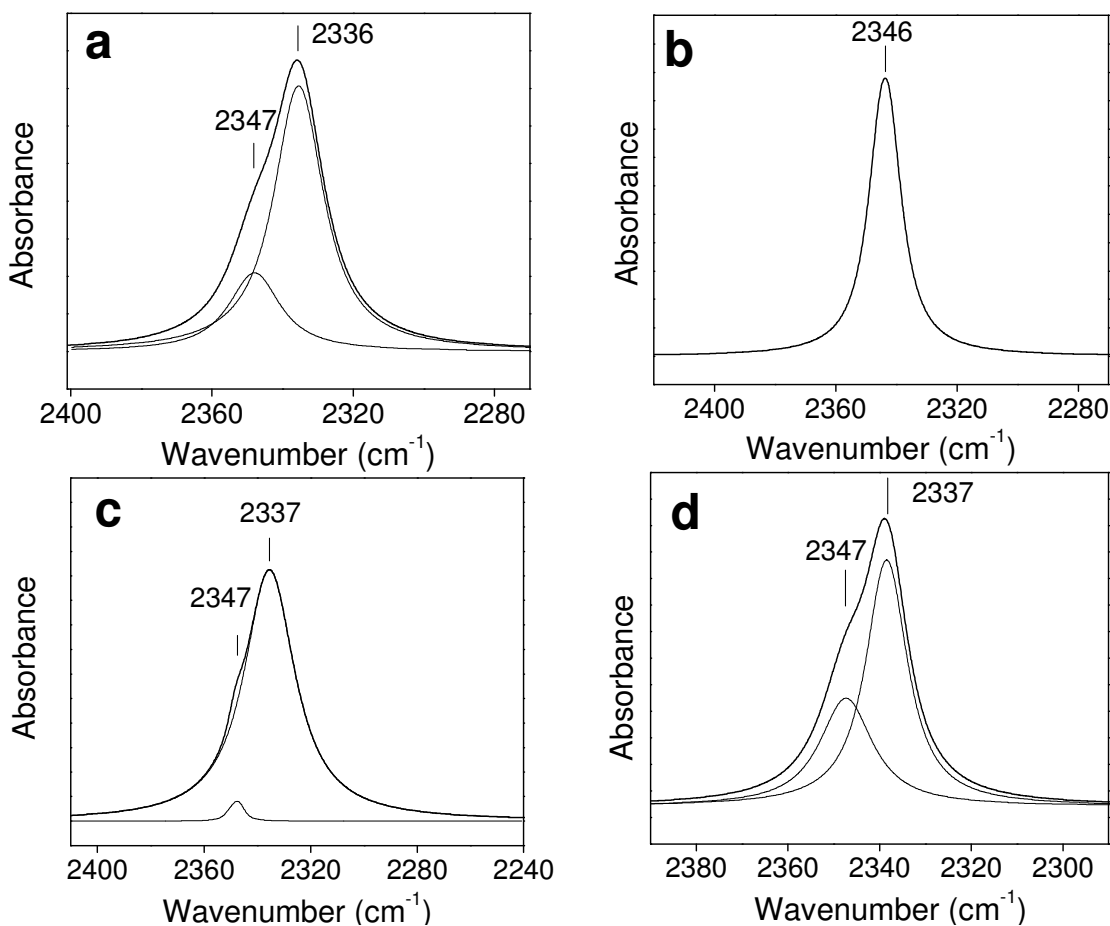 a
2336
2347
Absorbance
2400 2360 2320 2280
Wavenumber (cm⁻¹)
b
2346
Absorbance
2400 2360 2320 2280
Wavenumber (cm⁻¹)
c
2337
2347
Absorbance
2400 2360 2320 2280 2240
Wavenumber (cm⁻¹)
d
2337
2347
Absorbance
2380 2360 2340 2320 2300
Wavenumber (cm⁻¹)